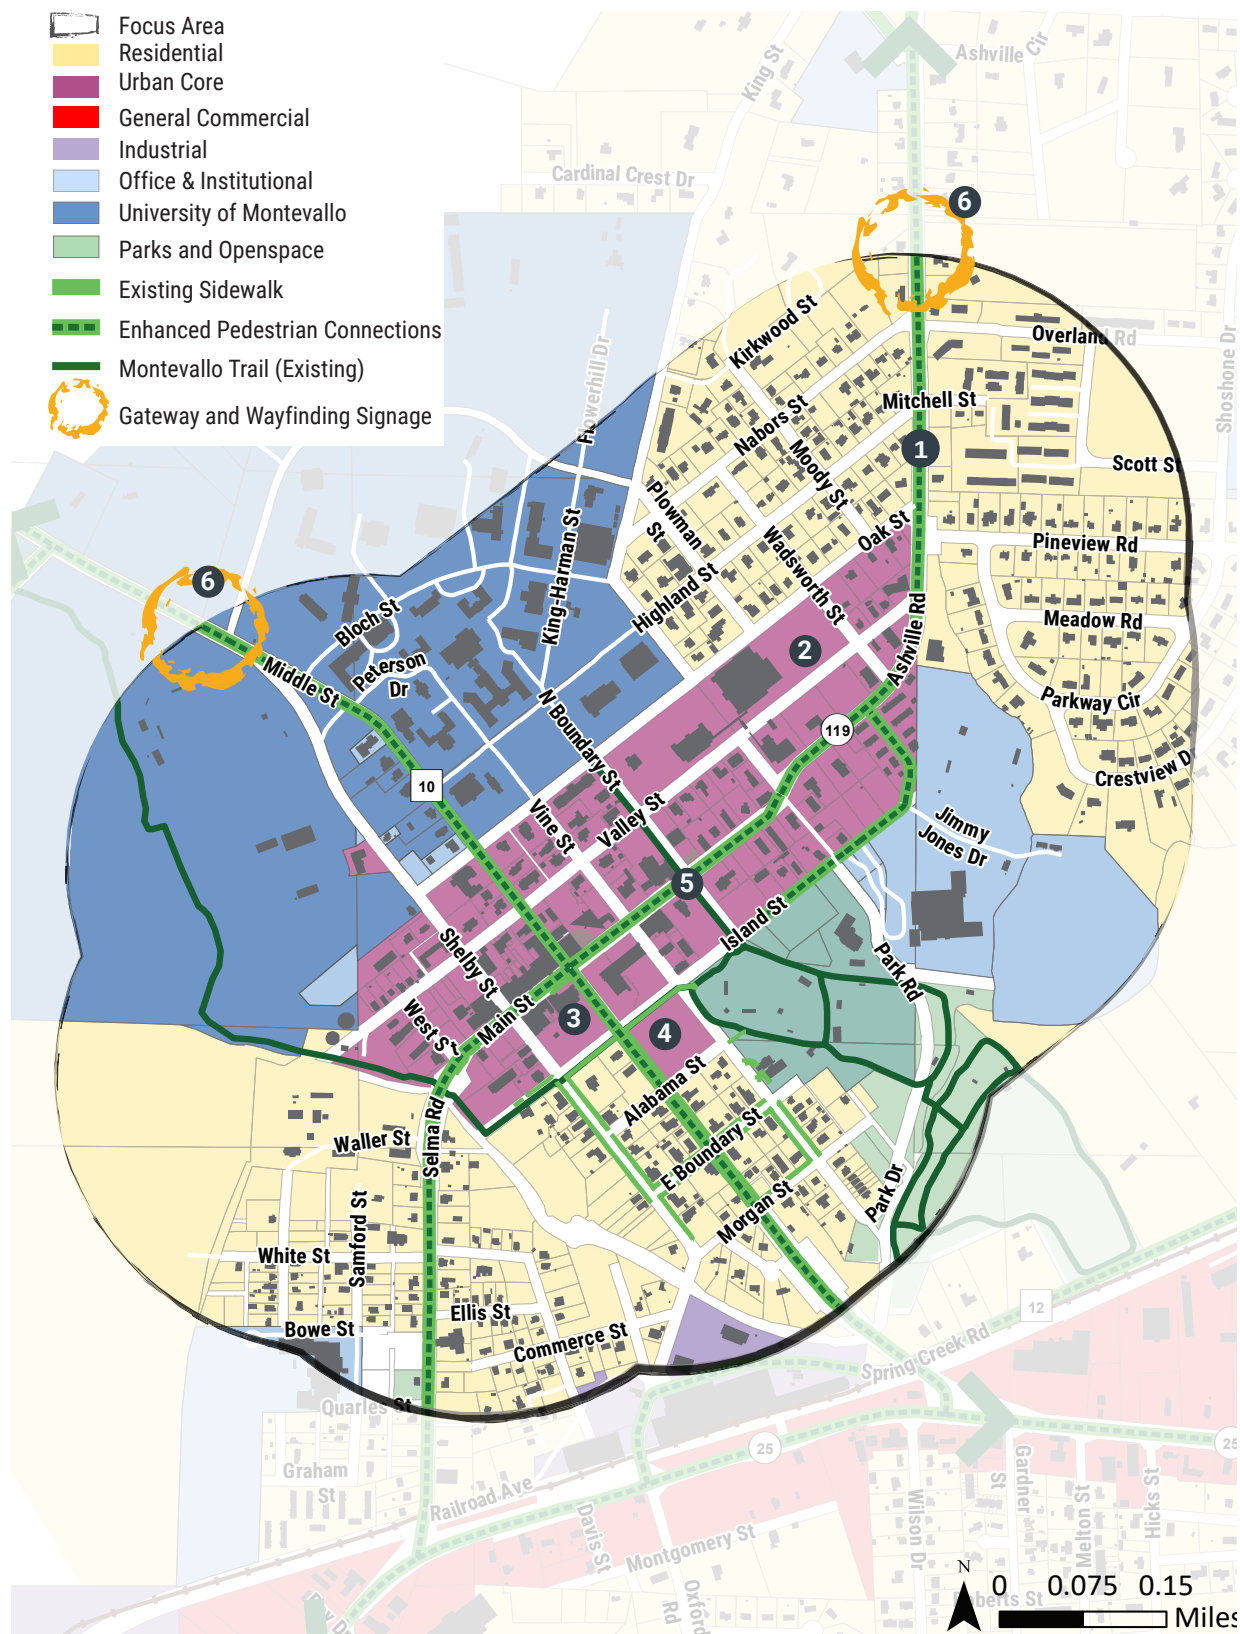 Focus Area
Residential
Urban Core
General Commercial
Industrial
Office & Institutional
University of Montevallo
Parks and Openspace
Existing Sidewalk
Enhanced Pedestrian Connections
Montevallo Trail (Existing)
Gateway and Wayfinding Signage
King St
Ashville Cir
Cardinal Crest Dr
6
Kirkwood St
Overland Rd
Shoshone Dr
Flowerhill Dr
Mitchell St
Nabors St
1
Moody St
Scott St
Plowman
St
Oak St
Wadsworth St
Pineview Rd
King-Harman St
Highland St
6
Bloch St
Ashville Rd
Meadow Rd
2
Peterson
Dr
Middle St
Parkway Cir
N Boundary St
119
Crestview Dr
10
Vine St
Valley St
Jimmy
Jones Dr
5
Island St
Shelby St
Park Rd
Main St
West St
3
4
Alabama St
Selma Rd
Waller St
E Boundary St
Park Dr
Morgan St
Samford St
White St
Ellis St
Bowe St
Commerce St
12
Spring Creek Rd
Quarles St
25
25
Graham
St
Railroad Ave
Gardner
St
Davis St
Wilson Dr
Melton St
Hicks St
Montgomery St
Oxford
Rd
N
0 0.075 0.15
Miles